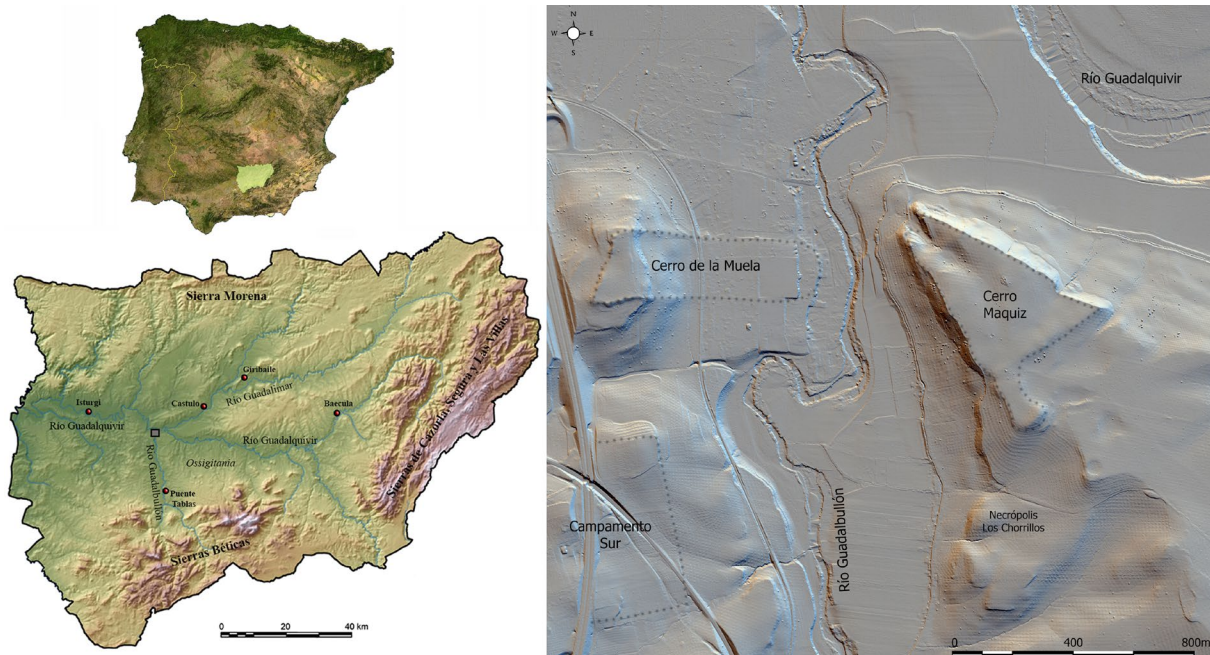 Sierra Morena
Giribaile
Castulo
Río Guadalimar
Baecula
Isturgi
Río Guadalquivir
Río Guadalquivir
Ossigitania
Río Guadalbullón
Puente
Tablas
Sierras Béticas
Sierras de Cazorla, Segura y Las Villas
0 20 40 km
N
W E
S
Río Guadalquivir
Cerro de la Muela
Cerro
Maquiz
Campamento
Sur
Río Guadalbullón
Necrópolis
Los Chorrillos
0 400 800m